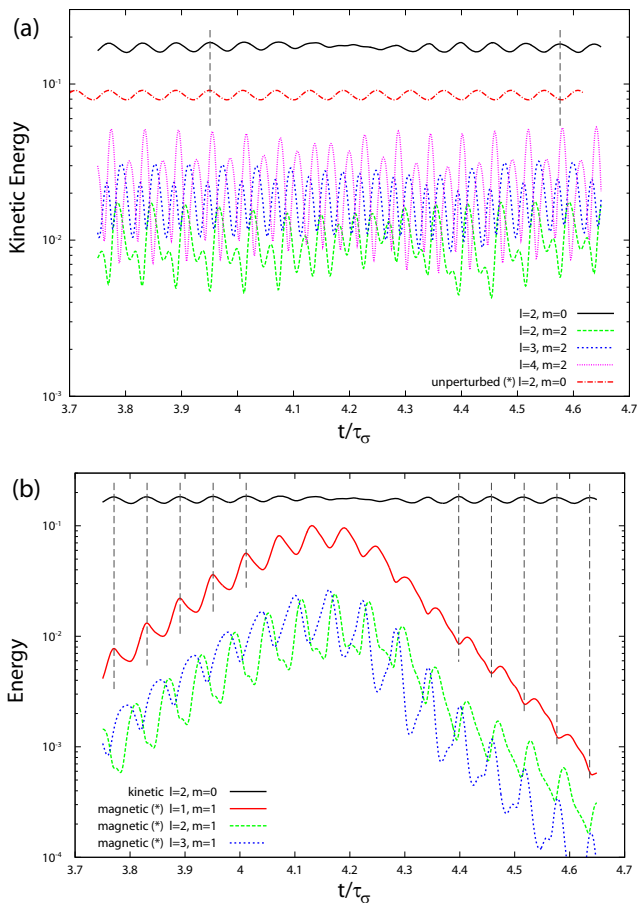 (a)
10⁻¹
10⁻²
10⁻³
Kinetic Energy
l=2, m=0
l=2, m=2
l=3, m=2
l=4, m=2
unperturbed (*) l=2, m=0
3.7 3.8 3.9 4 4.1 4.2 4.3 4.4 4.5 4.6 4.7
t/τσ
(b)
10⁻¹
10⁻²
10⁻³
10⁻⁴
Energy
kinetic l=2, m=0
magnetic (*) l=1, m=1
magnetic (*) l=2, m=1
magnetic (*) l=3, m=1
3.7 3.8 3.9 4 4.1 4.2 4.3 4.4 4.5 4.6 4.7
t/τσ